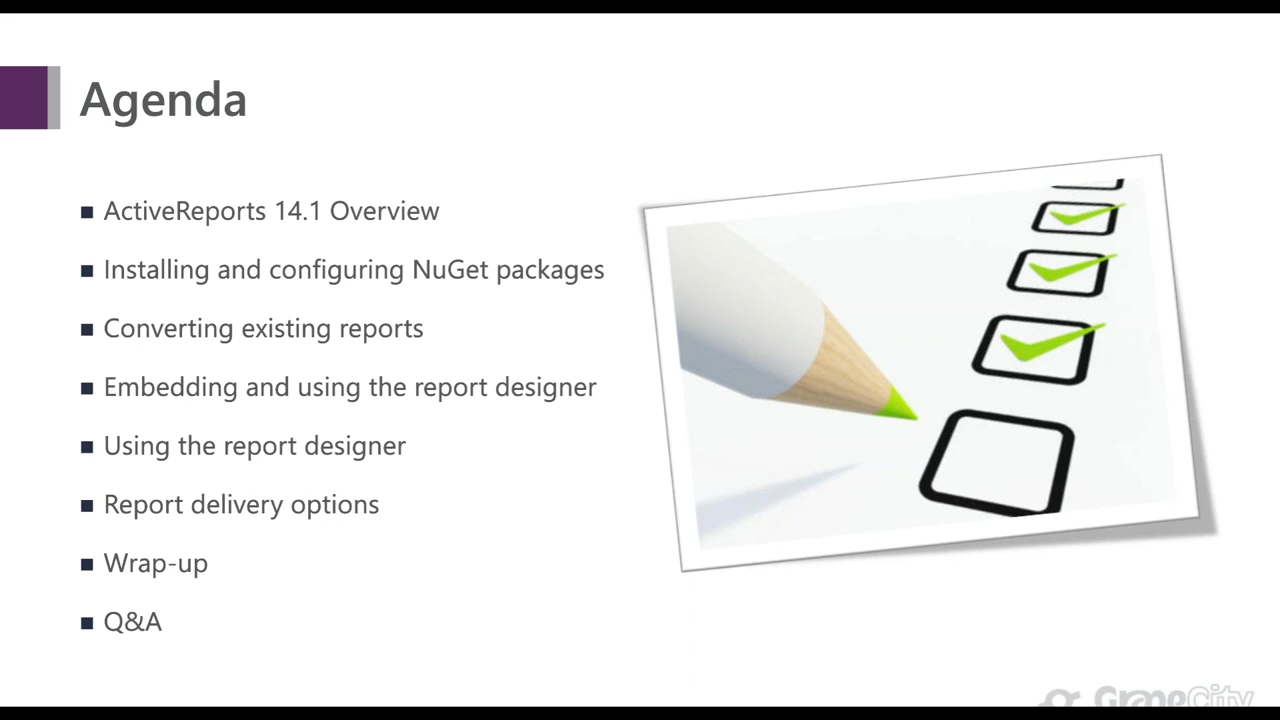 Agenda
ActiveReports 14.1 Overview
Installing and configuring NuGet packages
Converting existing reports
Embedding and using the report designer
Using the report designer
Report delivery options
Wrap-up
Q&A
GrapeCity